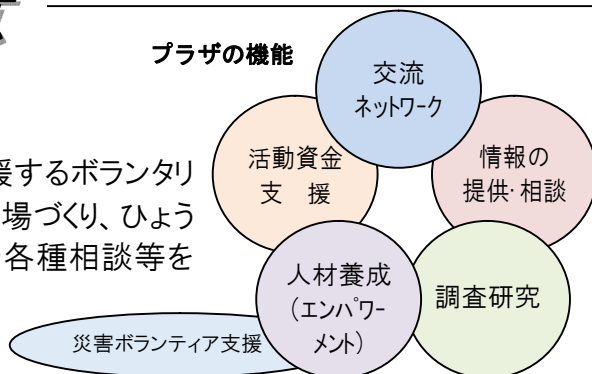 プラザの機能
交流
ネットワーク
活動資金
支　援
情報の
提供･相談
援するボランタリ
場づくり、ひょう
各種相談等を
人材養成
(エンパワー
メント)
調査研究
災害ボランティア支援